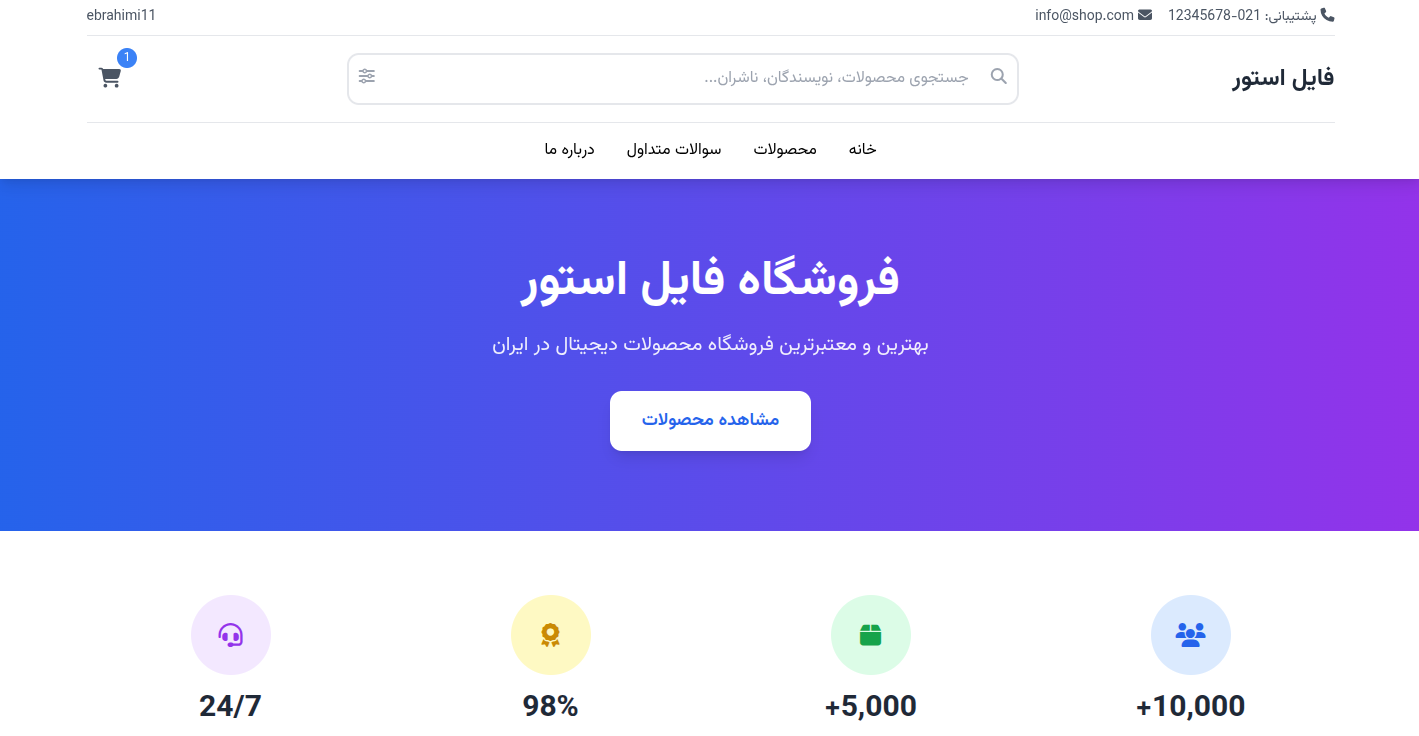 پشتیبانی: 021-12345678
info@shop.com
ebrahimi11
فایل استور
جستجوی محصولات، نویسندگان، ناشران...
1
خانه
محصولات
سوالات متداول
درباره ما
فروشگاه فایل استور
بهترین و معتبرترین فروشگاه محصولات دیجیتال در ایران
مشاهده محصولات
+10,000
+5,000
98%
24/7